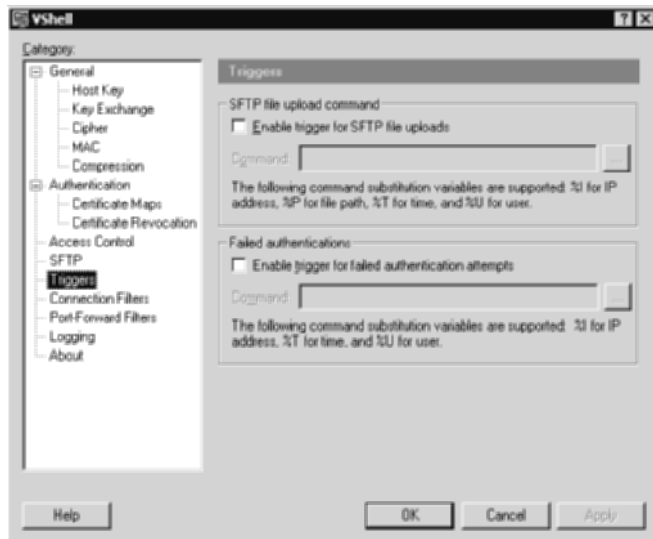 VShell
Category:
General
Host Key
Key Exchange
Cipher
MAC
Compression
Authentication
Certificate Maps
Certificate Revocation
Access Control
SFTP
Triggers
Connection Filters
Port-Forward Filters
Logging
About
Triggers
SFTP file upload command
Enable trigger for SFTP file uploads
Command:
...
The following command substitution variables are supported: %I for IP
address, %P for file path, %T for time, and %U for user.
Failed authentications
Enable trigger for failed authentication attempts
Command:
...
The following command substitution variables are supported: %I for IP
address, %T for time, and %U for user.
Help
OK
Cancel
Apply